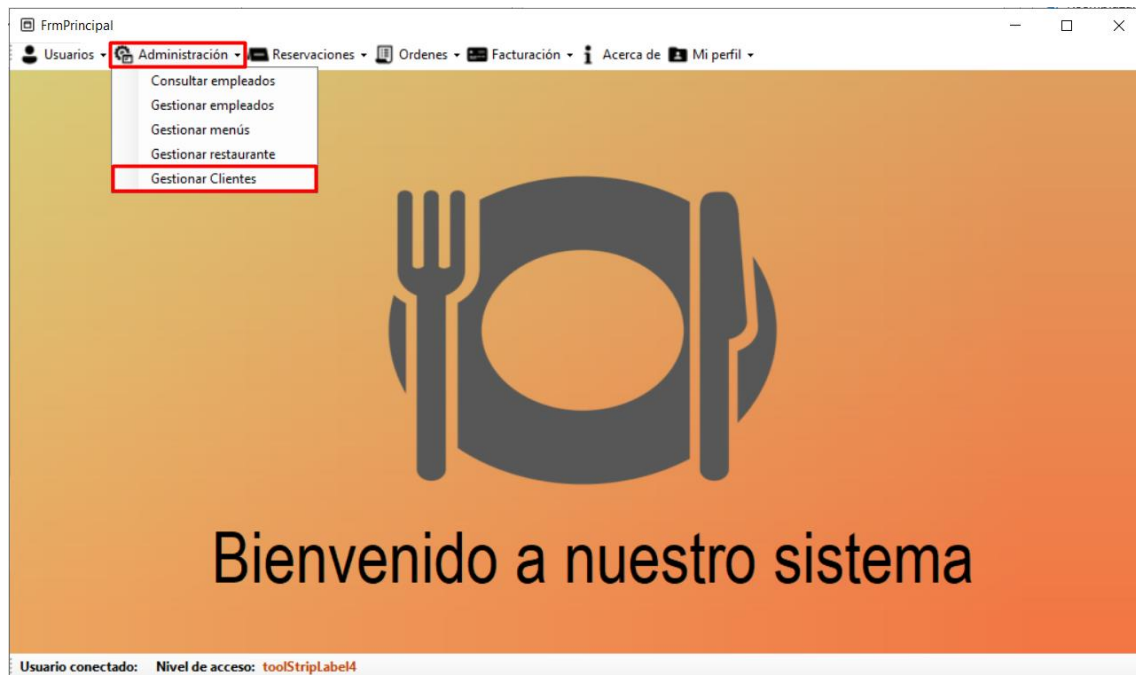 FrmPrincipal
Usuarios Administración Reservaciones Ordenes Facturación Acerca de Mi perfil
Consultar empleados
Gestionar empleados
Gestionar menús
Gestionar restaurante
Gestionar Clientes
Bienvenido a nuestro sistema
Usuario conectado: Nivel de acceso: toolStripLabel4